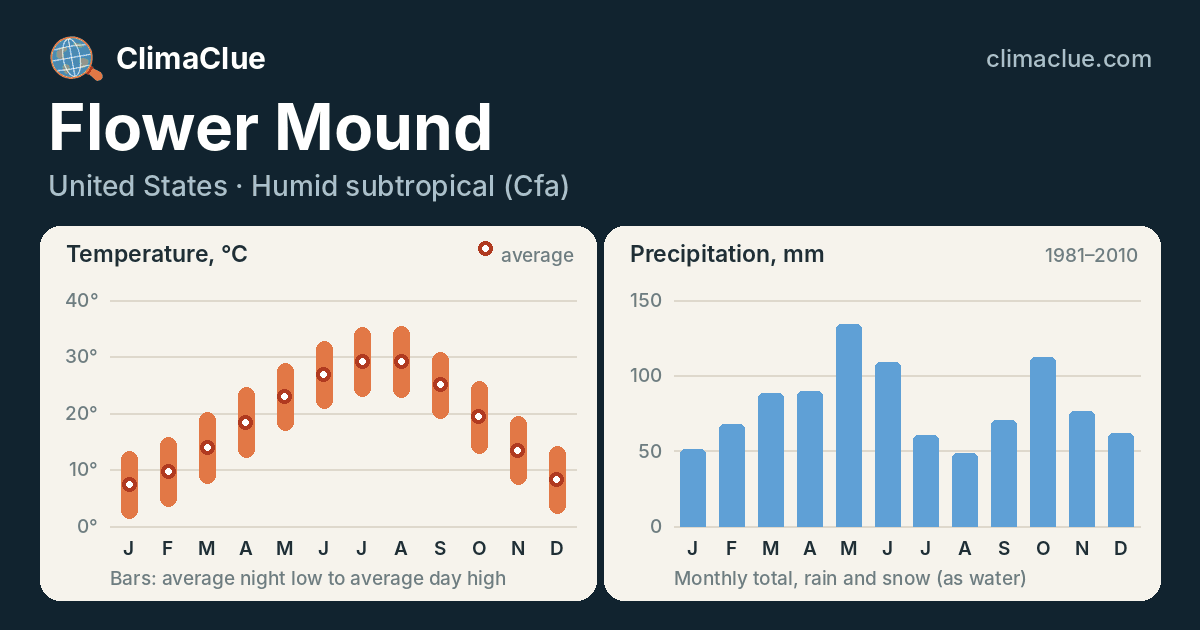 ClimaClue
climaclue.com
Flower Mound
United States · Humid subtropical (Cfa)
Temperature, °C
average
40°
30°
20°
10°
0°
J F M A M J J A S O N D
Bars: average night low to average day high
Precipitation, mm
1981–2010
150
100
50
0
J F M A M J J A S O N D
Monthly total, rain and snow (as water)